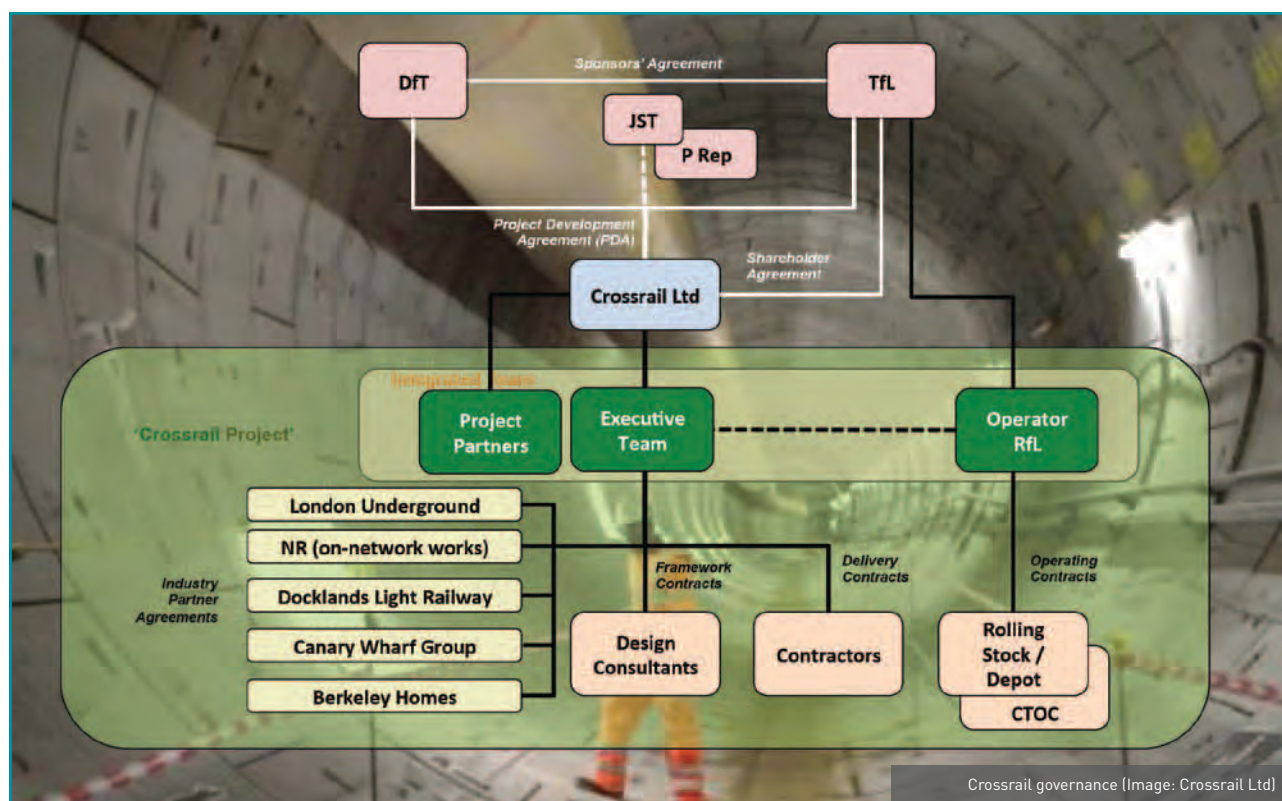 Sponsors' Agreement
DfT
TfL
JST
P Rep
Project Development
Agreement (PDA)
Shareholder
Agreement
Crossrail Ltd
'Crossrail Project'
Project
Partners
Executive
Team
Operator
RfL
London Underground
NR (on-network works)
Docklands Light Railway
Canary Wharf Group
Berkeley Homes
Industry
Partner
Agreements
Framework
Contracts
Delivery
Contracts
Operating
Contracts
Design
Consultants
Contractors
Rolling
Stock /
Depot
CTOC
Crossrail governance (Image: Crossrail Ltd)